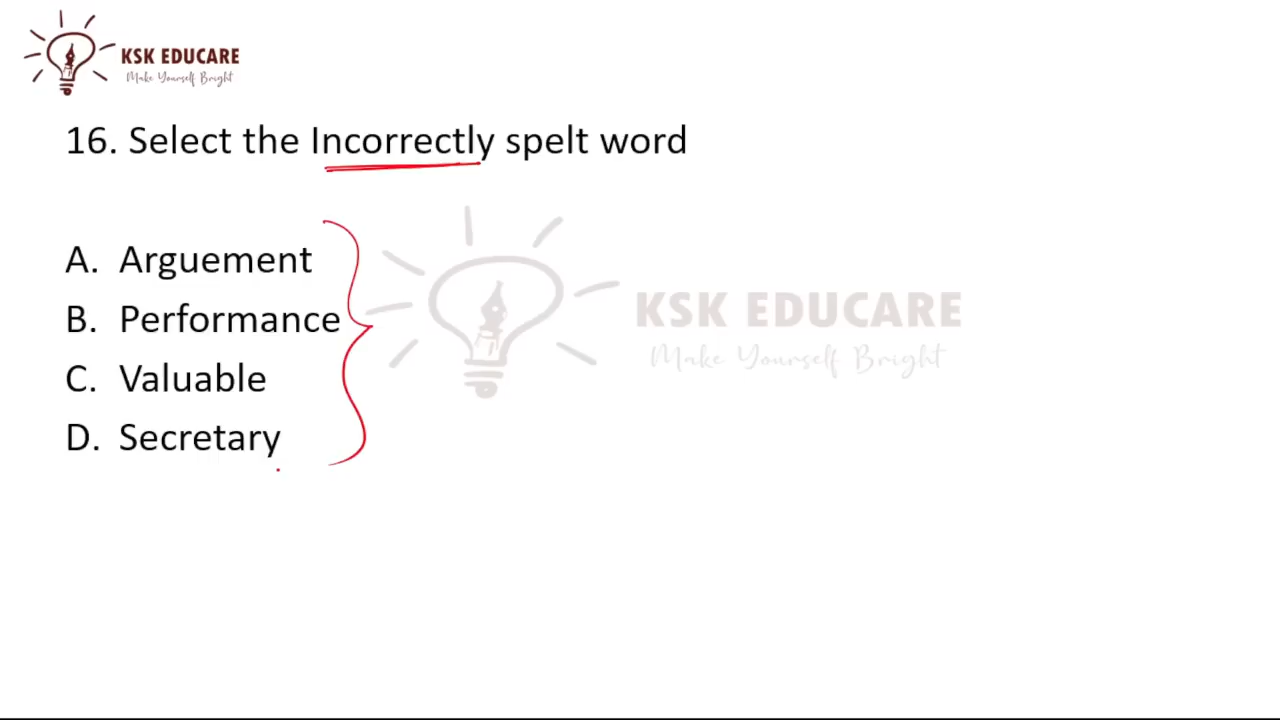 KSK EDUCARE
Make Yourself Bright
16. Select the Incorrectly spelt word
A. Arguement
B. Performance
C. Valuable
D. Secretary
KSK EDUCARE
Make Yourself Bright